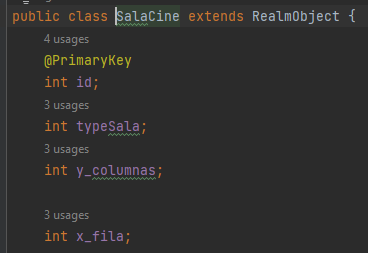 public class SalaCine extends RealmObject {
4 usages
@PrimaryKey
int id;
3 usages
int typeSala;
3 usages
int y_columnas;
3 usages
int x_fila;